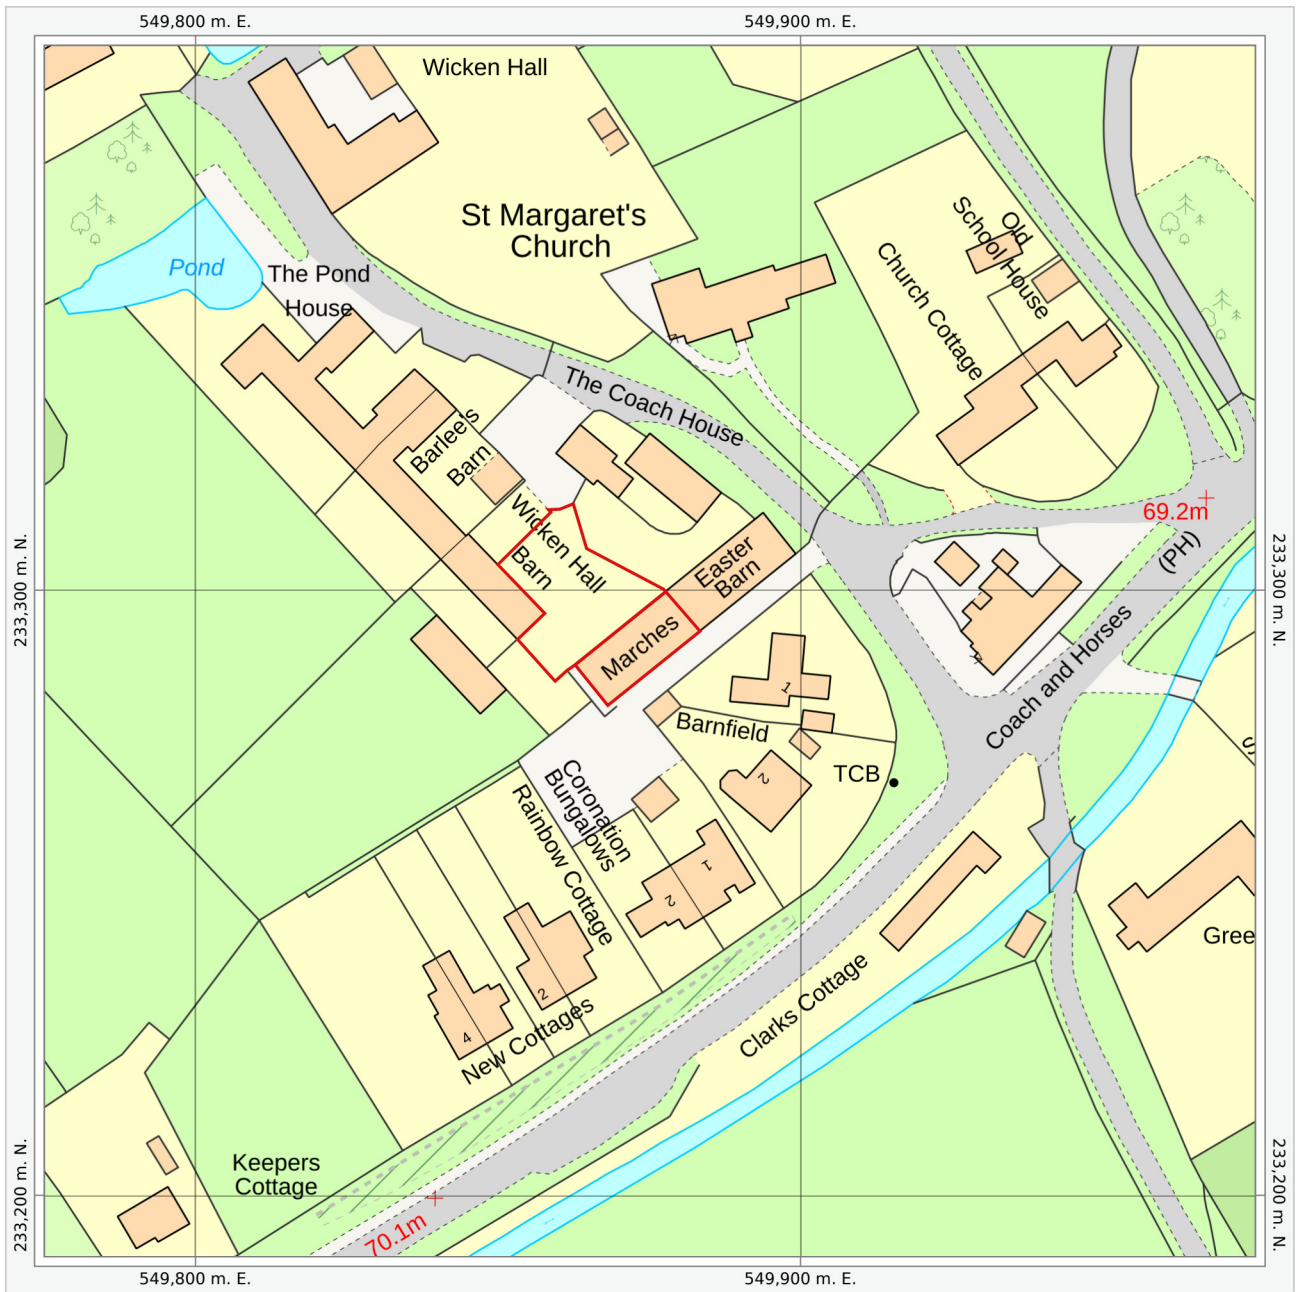 549,800 m. E.
549,900 m. E.
Wicken Hall
St Margaret's
Church
Old
School House
Church Cottage
Pond
The Pond
House
The Coach House
Barlee's
Barn
69.2m
(PH)
Wicken Hall
Barn
Easter
Barn
233,300 m. N.
233,300 m. N.
Marches
Coach and Horses
1
Barnfield
2
TCB
Coronation
Bungalows
Rainbow Cottage
1
2
Gree
Clarks Cottage
2
4
New Cottages
Keepers
Cottage
70.1m
233,200 m. N.
233,200 m. N.
549,800 m. E.
549,900 m. E.